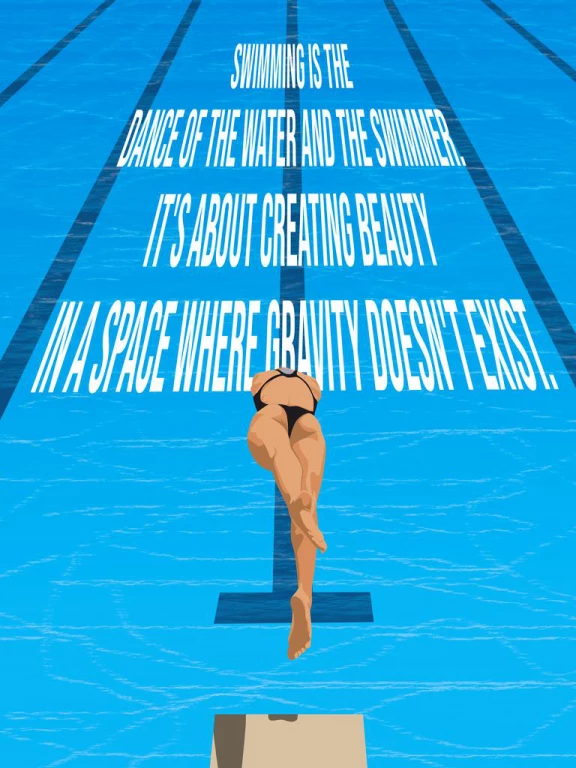 SWIMMING IS THE
DANCE OF THE WATER AND THE SWIMMER.
IT'S ABOUT CREATING BEAUTY
IN A SPACE WHERE GRAVITY DOESN'T EXIST.